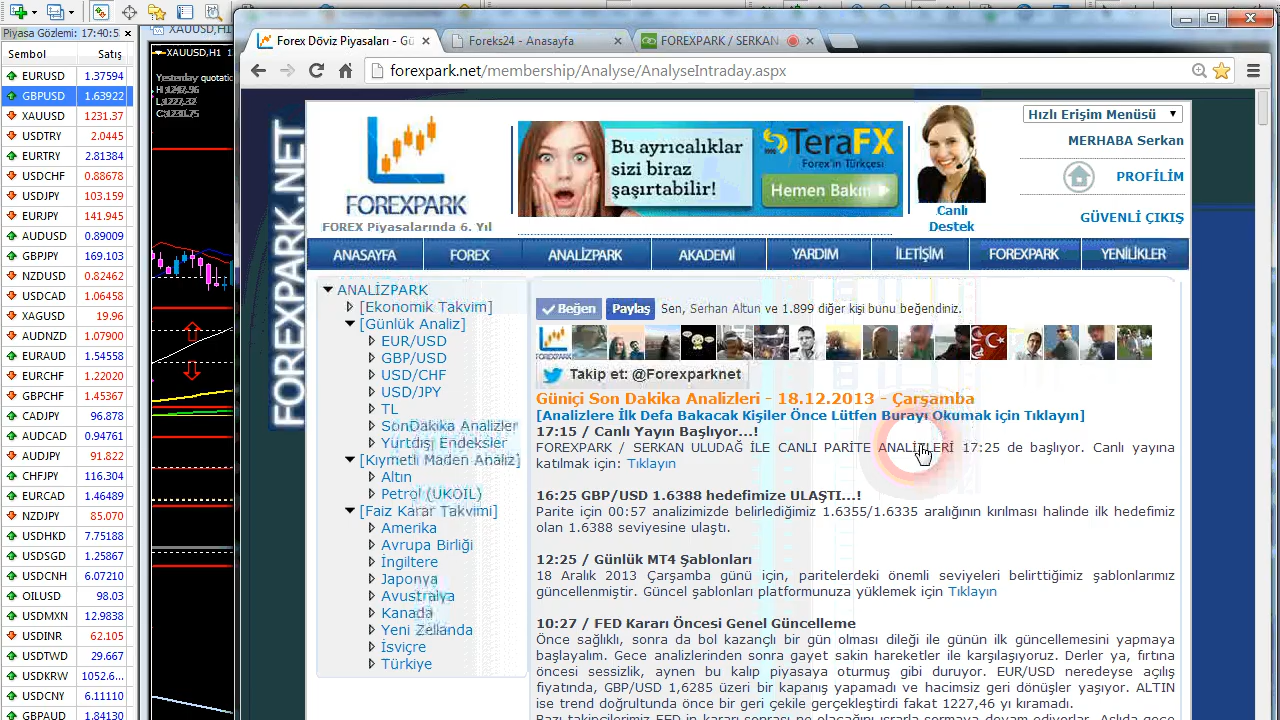 Piyasa Gözlemi: 17:40:5
Sembol Satış
EURUSD 1.37594
GBPUSD 1.63922
XAUUSD 1231.37
USDTRY 2.0445
EURTRY 2.81384
USDCHF 0.88863
USDJPY 103.159
EURJPY 141.945
AUDUSD 0.89009
GBPJPY 169.103
NZDUSD 0.82462
USDCAD 1.06458
XAGUSD 19.96
AUDNZD 1.07900
EURAUD 1.54558
EURCHF 1.22020
GBPCHF 1.45367
CADJPY 96.878
AUDCAD 0.94761
AUDJPY 91.822
CHFJPY 116.304
EURCAD 1.46489
NZDJPY 85.070
USDHKD 7.75188
USDSGD 1.25867
USDCNH 6.07210
OILUSD 98.03
USDMXN 12.9838
USDINR 62.105
USDTWD 29.667
USDKRW 1052.6...
USDCNY 6.11110
GBPAUD 1.84130
XAUUSD,H1
XAUUSD,H1
Yesterday quotatio
H:1247.96
L:1227.32
C:1230.75
Forex Döviz Piyasaları - Gü
Foreks24 - Anasayfa
FOREXPARK / SERKAN
forexpark.net/membership/Analyse/AnalyseIntraday.aspx
FOREXPARK.NET
FOREXPARK
FOREX Piyasalarında 6. Yıl
Bu ayrıcalıklar
sizi biraz
şaşırtabilir!
TeraFX
Forex'in Türkçesi
Hemen Bakın
Canlı
Destek
Hızlı Erişim Menüsü
MERHABA Serkan
PROFİLİM
GÜVENLİ ÇIKIŞ
ANASAYFA FOREX ANALİZPARK AKADEMİ YARDIM İLETİŞİM FOREXPARK YENİLİKLER
ANALİZPARK
[Ekonomik Takvim]
[Günlük Analiz]
EUR/USD
GBP/USD
USD/CHF
USD/JPY
TL
SonDakika Analizler
Yurtdışı Endeksler
[Kıymetli Maden Analiz]
Altın
Petrol (UKOIL)
[Faiz Karar Takvimi]
Amerika
Avrupa Birliği
İngiltere
Japonya
Avustralya
Kanada
Yeni Zellanda
İsviçre
Türkiye
Beğen Paylaş Sen, Serhan Altun ve 1.899 diğer kişi bunu beğendiniz.
FOREXPARK
Takip et: @Forexparknet
Güniçi Son Dakika Analizleri - 18.12.2013 - Çarşamba
[Analizlere İlk Defa Bakacak Kişiler Önce Lütfen Burayı Okumak için Tıklayın]
17:15 / Canlı Yayın Başlıyor...!
FOREXPARK / SERKAN ULUDAĞ İLE CANLI PARİTE ANALİZLERİ 17:25 de başlıyor. Canlı yayına
katılmak için: Tıklayın
16:25 GBP/USD 1.6388 hedefimize ULAŞTI...!
Parite için 00:57 analizimizde belirlediğimiz 1.6355/1.6335 aralığının kırılması halinde ilk hedefimiz
olan 1.6388 seviyesine ulaştı.
12:25 / Günlük MT4 Şablonları
18 Aralık 2013 Çarşamba günü için, paritelerdeki önemli seviyeleri belirttiğimiz şablonlarımız
güncellenmiştir. Güncel şablonları platformunuza yüklemek için Tıklayın
10:27 / FED Kararı Öncesi Genel Güncelleme
Önce sağlıklı, sonra da bol kazançlı bir gün olması dileği ile günün ilk güncellemesini yapmaya
başlayalım. Gece analizlerinden sonra gayet sakin hareketler ile karşılaşıyoruz. Derler ya, fırtına
öncesi sessizlik, aynen bu kalıp piyasaya oturmuş gibi duruyor. EUR/USD neredeyse açılış
fiyatında, GBP/USD 1,6285 üzeri bir kapanış yapamadı ve hacimsiz geri dönüşler yaşıyor. ALTIN
ise trend doğrultusunda önce bir geri çekile gerçekleştirdi fakat 1227,46 yı kıramadı.